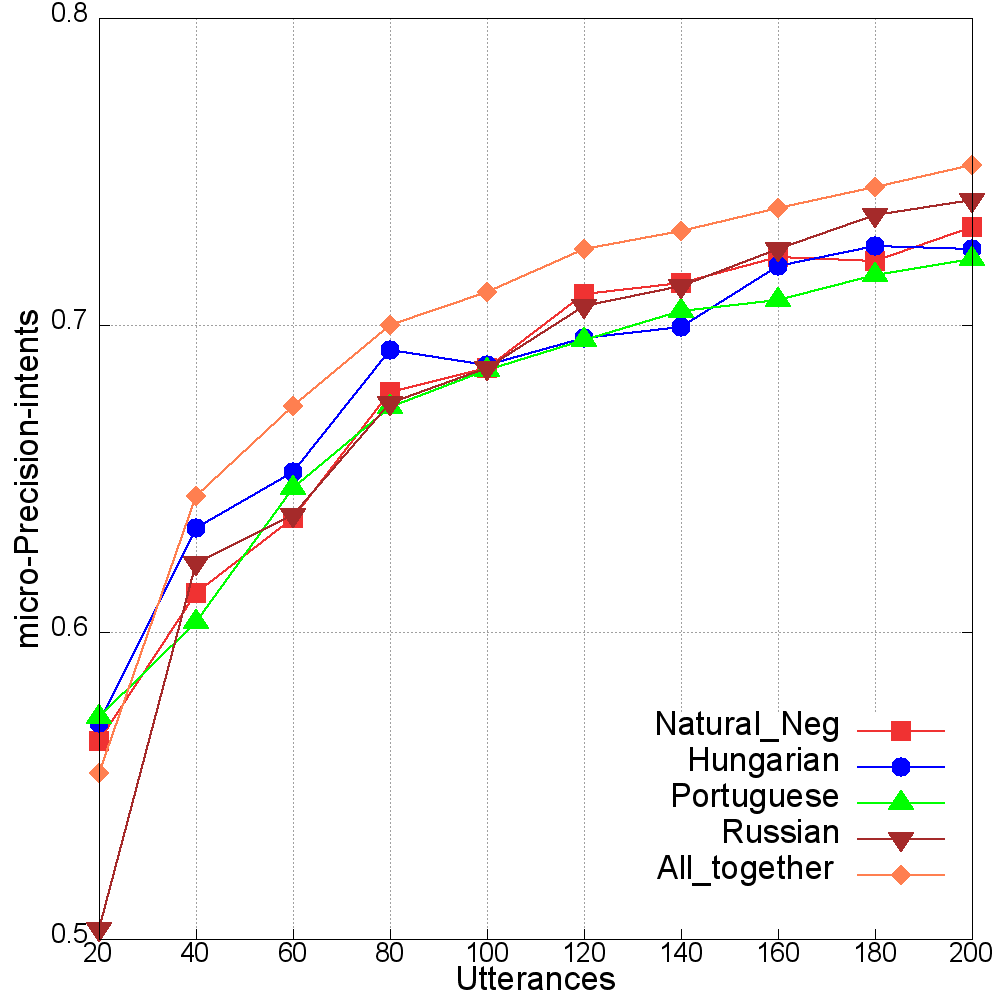 0.8
0.7
0.6
0.5
micro-Precision-intents
Natural_Neg
Hungarian
Portuguese
Russian
All_together
20 40 60 80 100 120 140 160 180 200
Utterances